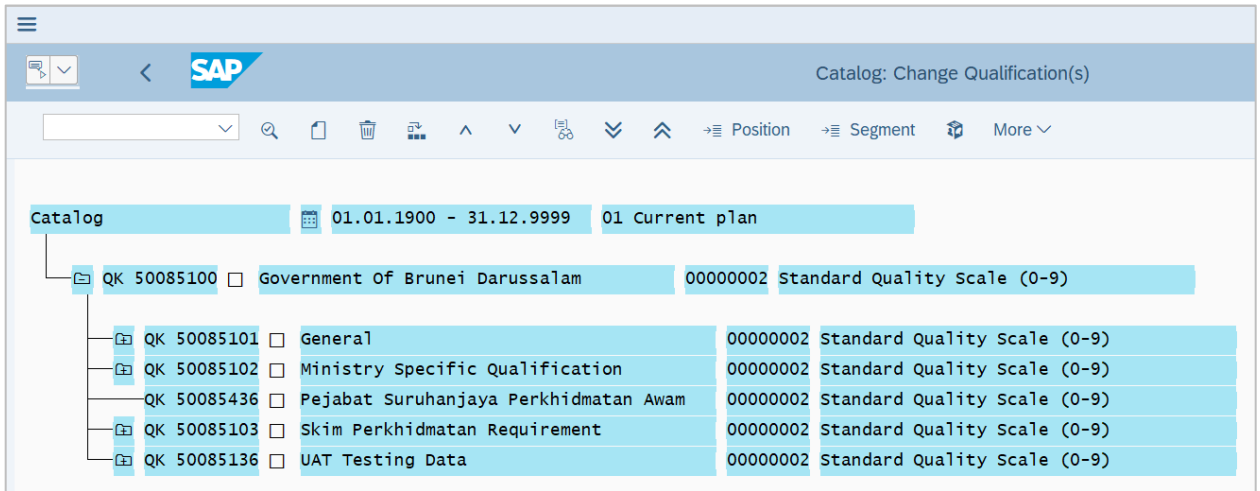 SAP
Catalog: Change Qualification(s)
Position Segment More
Catalog 01.01.1900 - 31.12.9999 01 Current plan
QK 50085100 Government Of Brunei Darussalam 00000002 Standard Quality Scale (0-9)
QK 50085101 General 00000002 Standard Quality Scale (0-9)
QK 50085102 Ministry Specific Qualification 00000002 Standard Quality Scale (0-9)
QK 50085436 Pejabat Suruhanjaya Perkhidmatan Awam 00000002 Standard Quality Scale (0-9)
QK 50085103 Skim Perkhidmatan Requirement 00000002 Standard Quality Scale (0-9)
QK 50085136 UAT Testing Data 00000002 Standard Quality Scale (0-9)